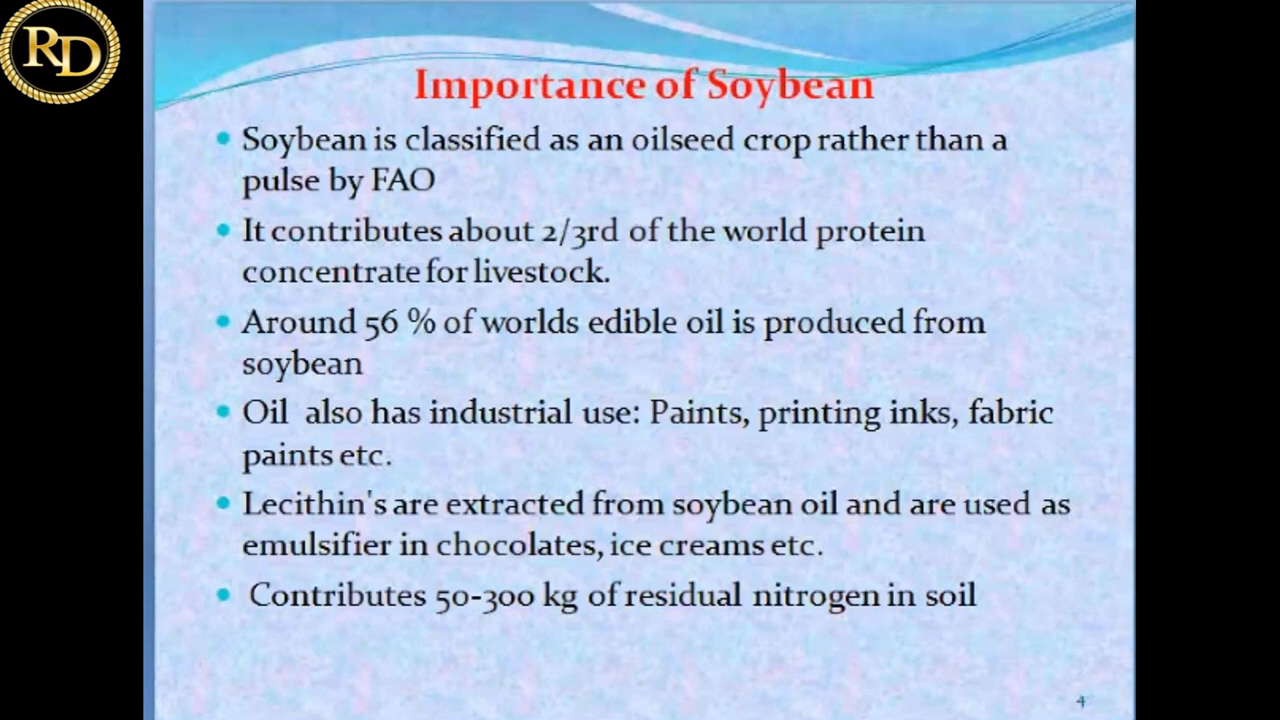 RD
Importance of Soybean
• Soybean is classified as an oilseed crop rather than a
pulse by FAO
• It contributes about 2/3rd of the world protein
concentrate for livestock.
• Around 56 % of worlds edible oil is produced from
soybean
• Oil also has industrial use: Paints, printing inks, fabric
paints etc.
• Lecithin's are extracted from soybean oil and are used as
emulsifier in chocolates, ice creams etc.
• Contributes 50-300 kg of residual nitrogen in soil
4